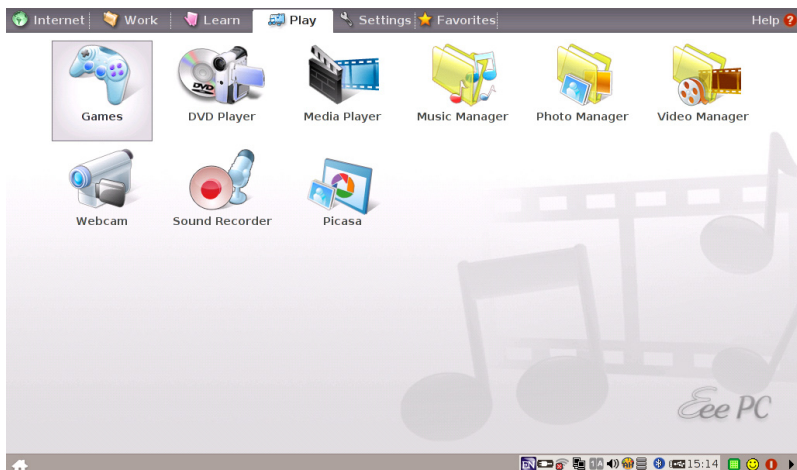 Internet Work Learn Play Settings Favorites Help ?
Games DVD Player Media Player Music Manager Photo Manager Video Manager
Webcam Sound Recorder Picasa
Eee PC
15:14